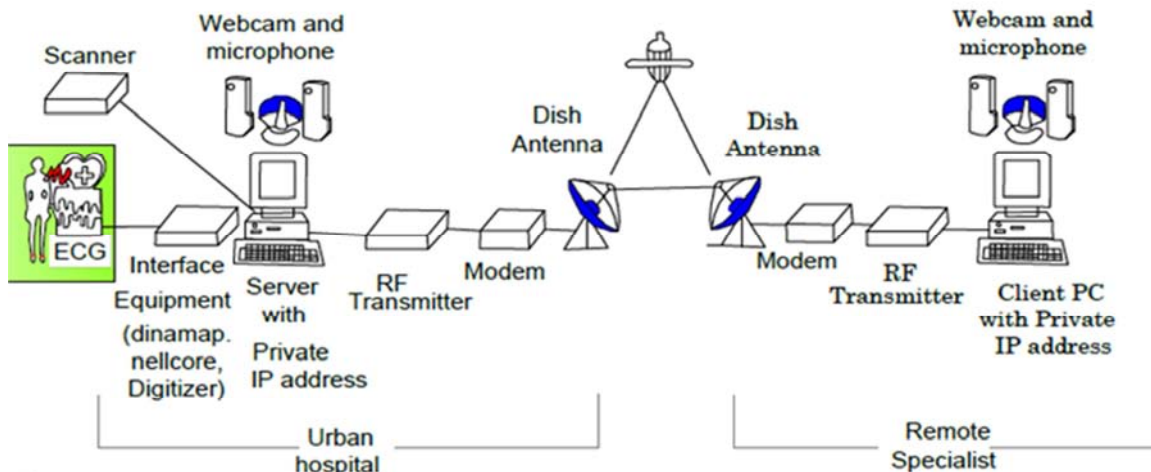 Webcam and
microphone
Scanner
ECG
Interface
Equipment
(dinamap.
nellcore,
Digitizer)
Server
with
Private
IP address
RF
Transmitter
Modem
Dish
Antenna
Dish
Antenna
Modem
RF
Transmitter
Webcam and
microphone
Client PC
with Private
IP address
Urban
hospital
Remote
Specialist